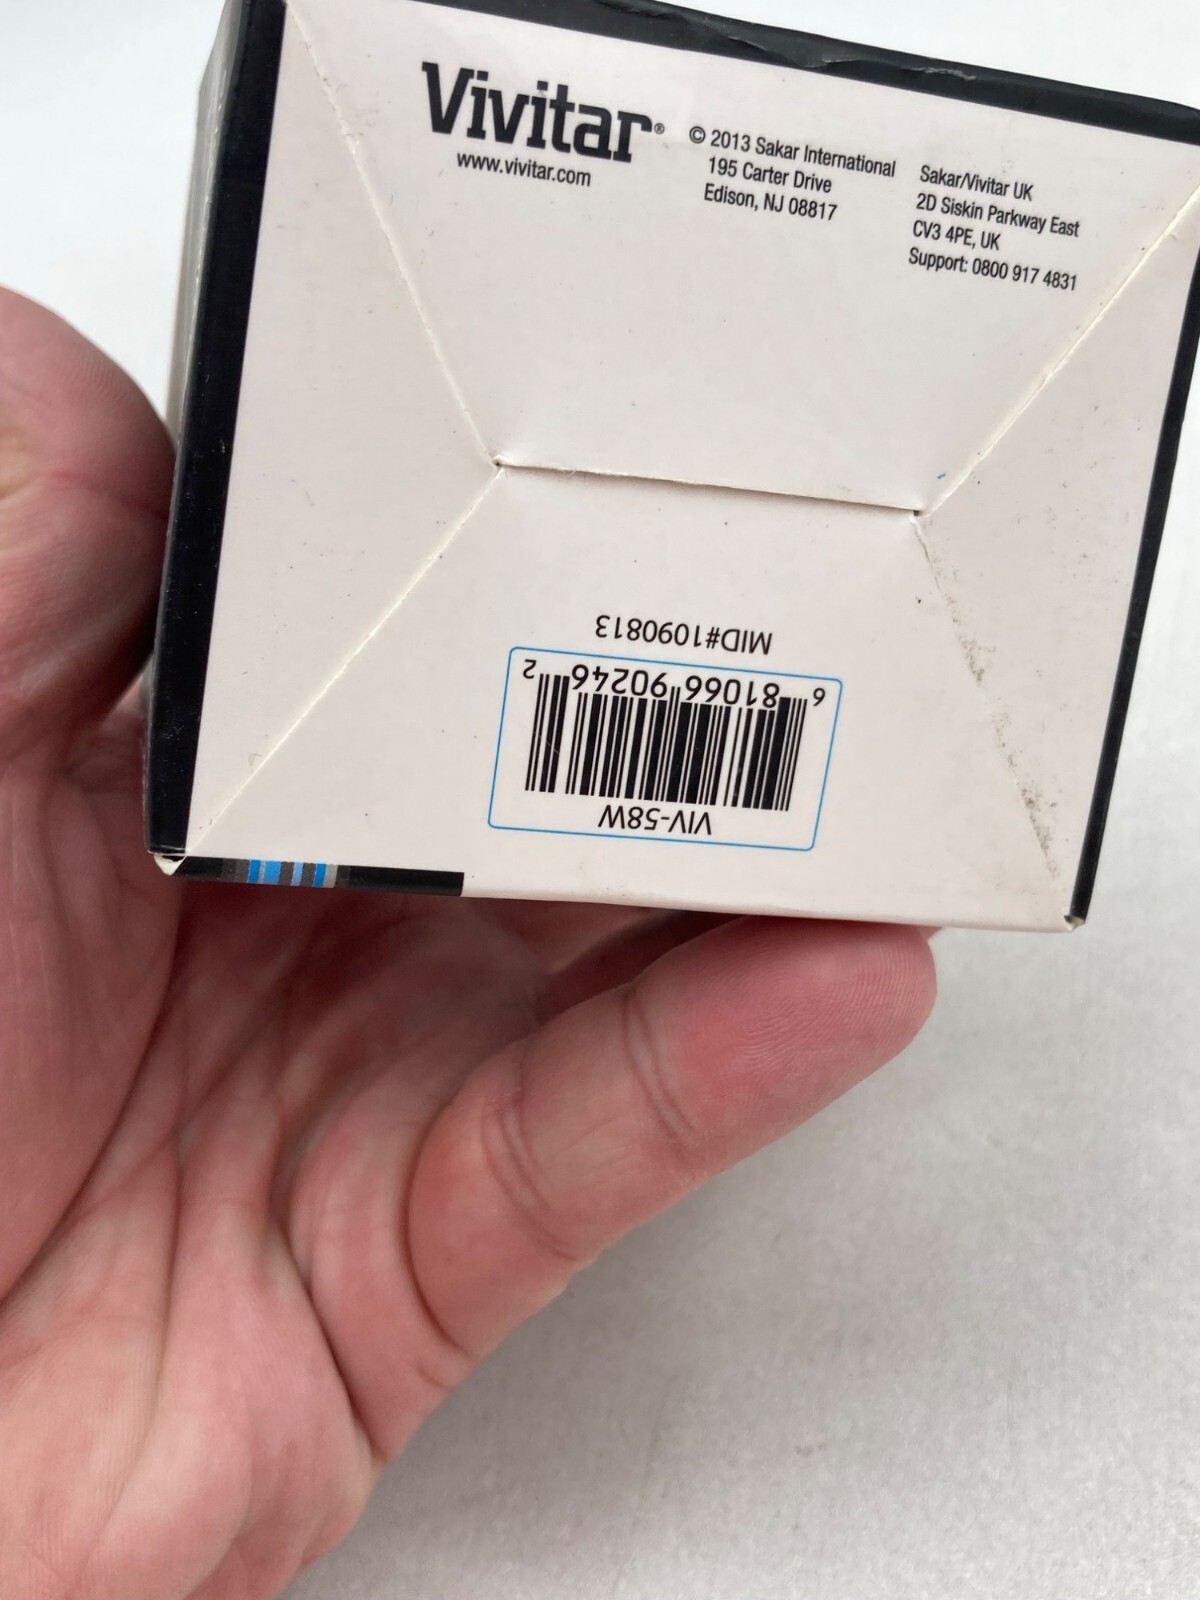 Vivitar®
www.vivitar.com
© 2013 Sakar International
195 Carter Drive
Edison, NJ 08817
Sakar/Vivitar UK
2D Siskin Parkway East
CV3 4PE, UK
Support: 0800 917 4831
VIV-58W
6 81066 90246 2
MID#1090813